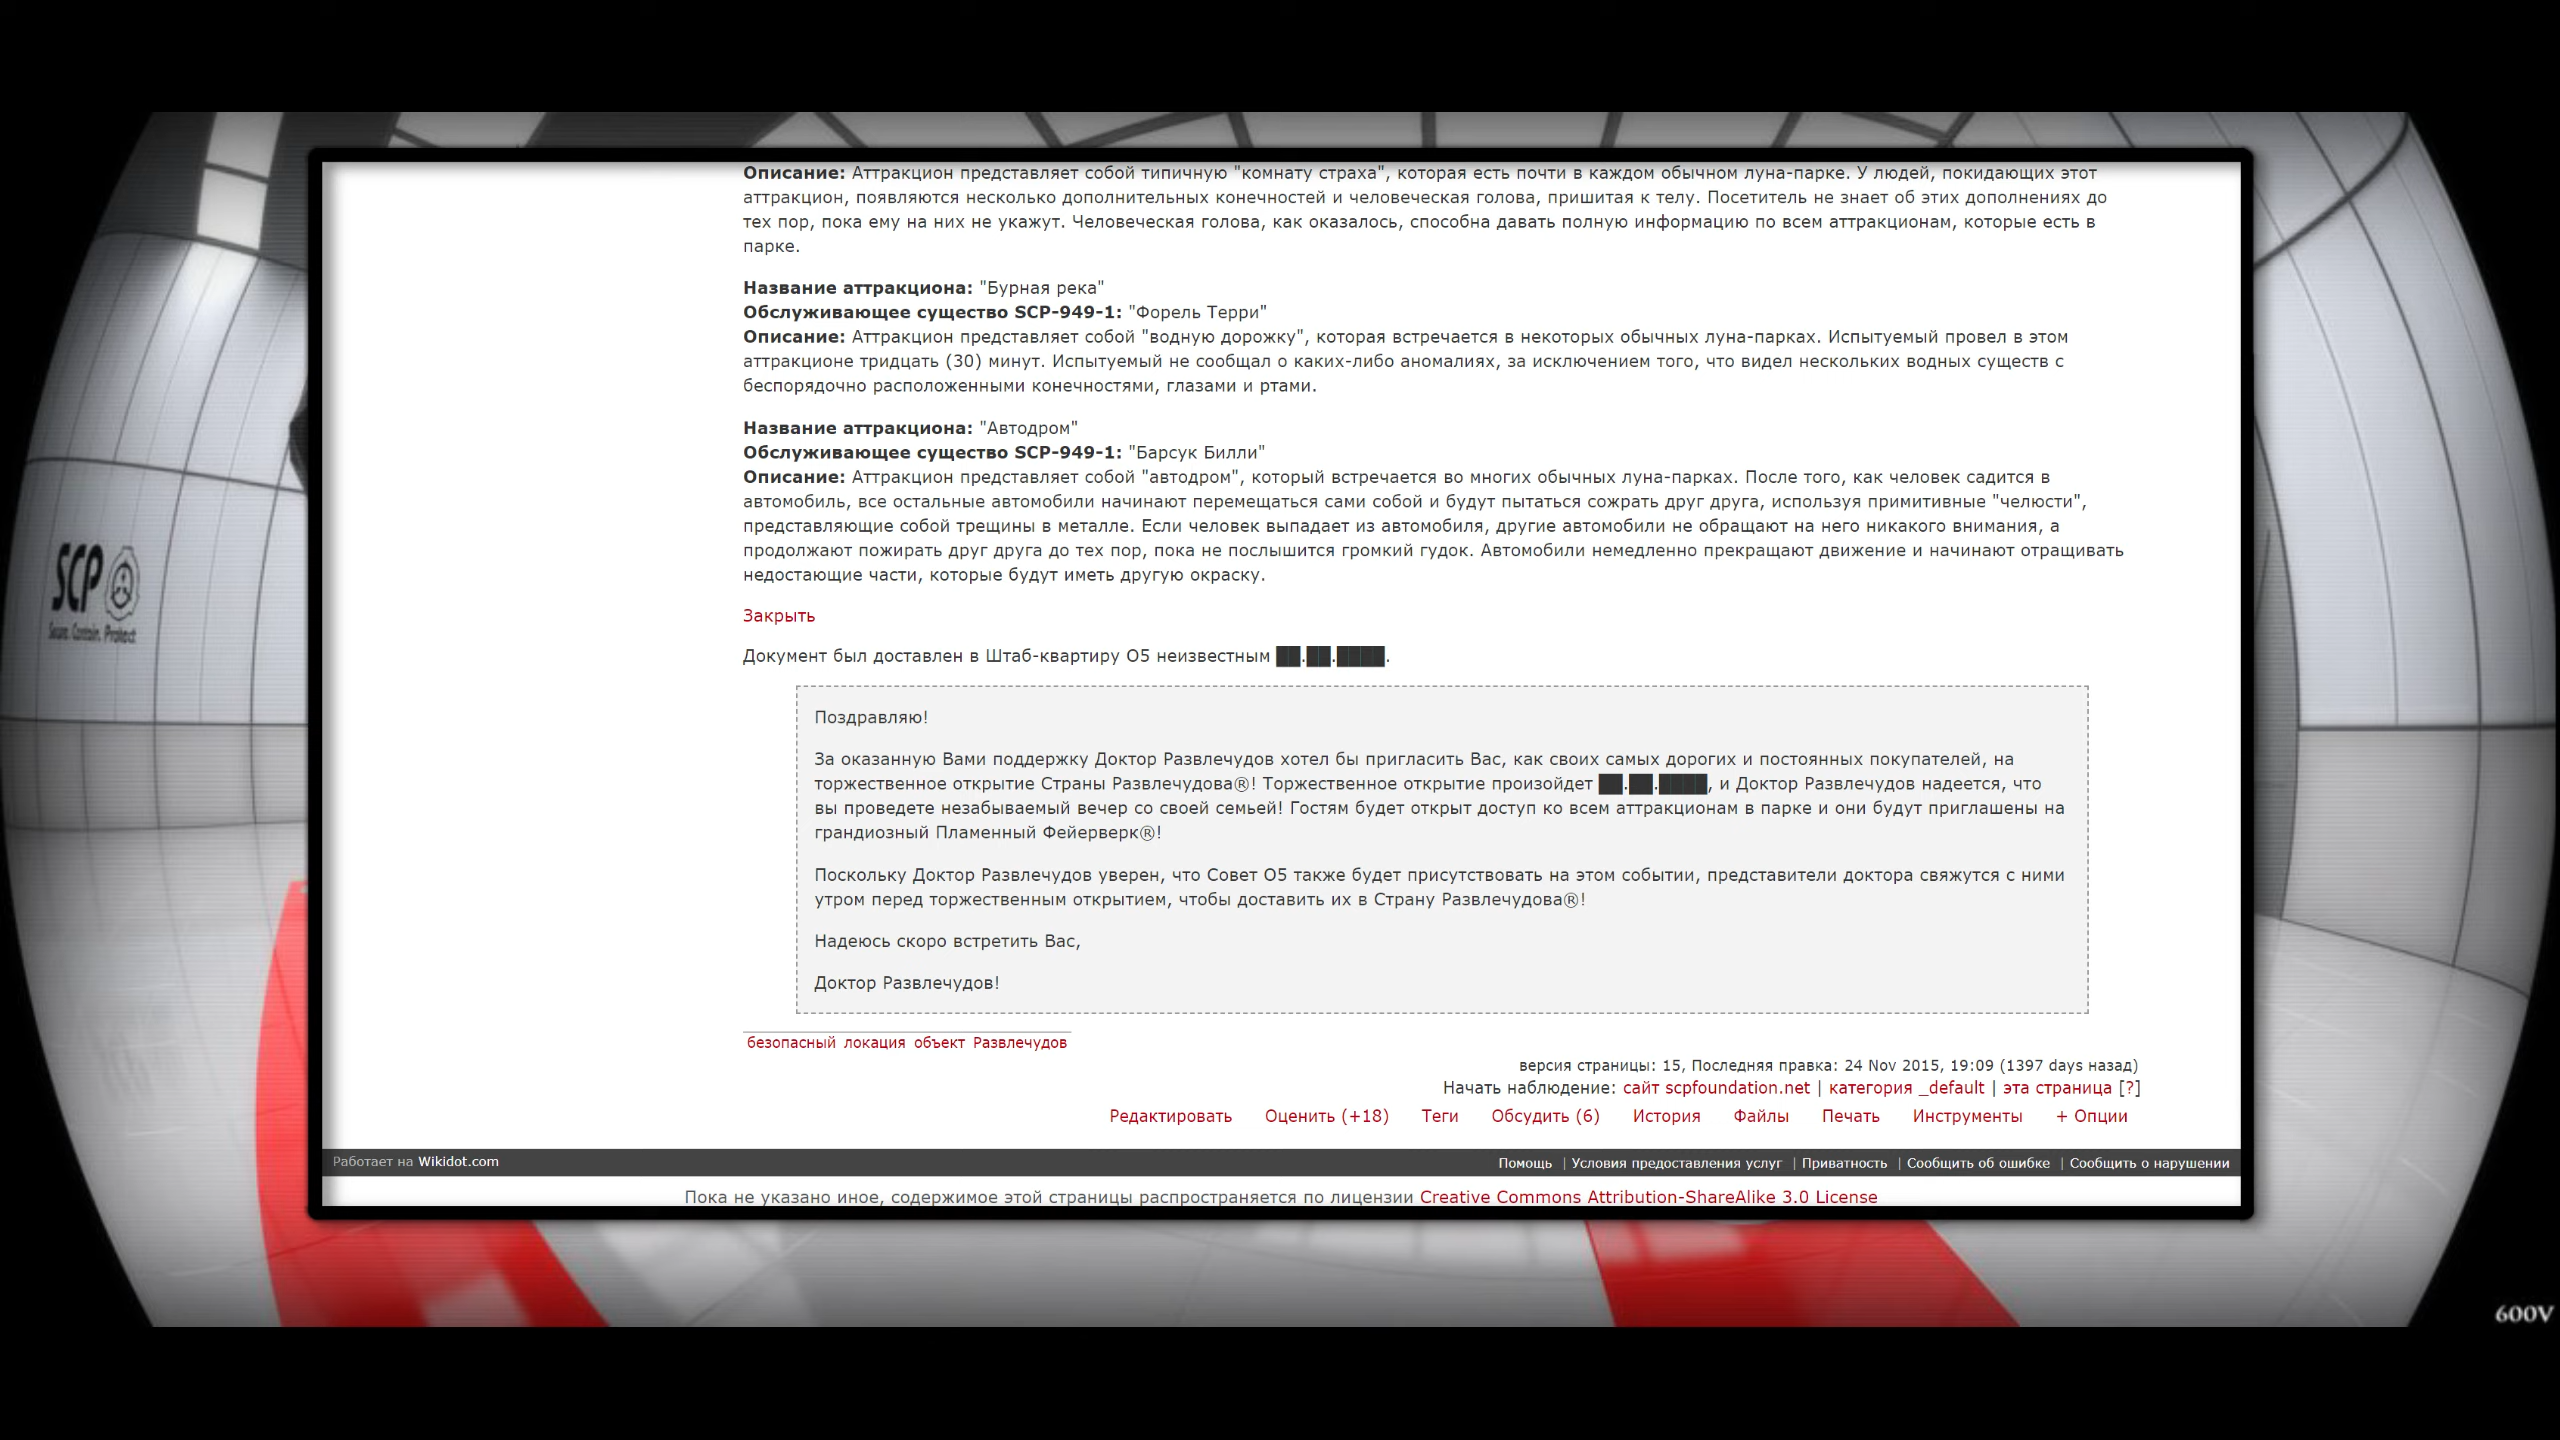 Описание: Аттракцион представляет собой типичную "комнату страха", которая есть почти в каждом обычном луна-парке. У людей, покидающих этот
аттракцион, появляются несколько дополнительных конечностей и человеческая голова, пришитая к телу. Посетитель не знает об этих дополнениях до
тех пор, пока ему на них не укажут. Человеческая голова, как оказалось, способна давать полную информацию по всем аттракционам, которые есть в
парке.
Название аттракциона: "Бурная река"
Обслуживающее существо SCP-949-1: "Форель Терри"
Описание: Аттракцион представляет собой "водную дорожку", которая встречается в некоторых обычных луна-парках. Испытуемый провел в этом
аттракционе тридцать (30) минут. Испытуемый не сообщал о каких-либо аномалиях, за исключением того, что видел нескольких водных существ с
беспорядочно расположенными конечностями, глазами и ртами.
Название аттракциона: "Автодром"
Обслуживающее существо SCP-949-1: "Барсук Билли"
Описание: Аттракцион представляет собой "автодром", который встречается во многих обычных луна-парках. После того, как человек садится в
автомобиль, все остальные автомобили начинают перемещаться сами собой и будут пытаться сожрать друг друга, используя примитивные "челюсти",
представляющие собой трещины в металле. Если человек выпадает из автомобиля, другие автомобили не обращают на него никакого внимания, а
продолжают пожирать друг друга до тех пор, пока не послышится громкий гудок. Автомобили немедленно прекращают движение и начинают отращивать
недостающие части, которые будут иметь другую окраску.
Закрыть
Документ был доставлен в Штаб-квартиру О5 неизвестным ██.██.████.
Поздравляю!
За оказанную Вами поддержку Доктор Развлечудов хотел бы пригласить Вас, как своих самых дорогих и постоянных покупателей, на
торжественное открытие Страны Развлечудова®! Торжественное открытие произойдет ██.██.████, и Доктор Развлечудов надеется, что
вы проведете незабываемый вечер со своей семьей! Гостям будет открыт доступ ко всем аттракционам в парке и они будут приглашены на
грандиозный Пламенный Фейерверк®!
Поскольку Доктор Развлечудов уверен, что Совет О5 также будет присутствовать на этом событии, представители доктора свяжутся с ними
утром перед торжественным открытием, чтобы доставить их в Страну Развлечудова®!
Надеюсь скоро встретить Вас,
Доктор Развлечудов!
безопасный локация объект Развлечудов
версия страницы: 15, Последняя правка: 24 Nov 2015, 19:09 (1397 days назад)
Начать наблюдение: сайт scpfoundation.net | категория _default | эта страница [?]
Редактировать Оценить (+18) Теги Обсудить (6) История Файлы Печать Инструменты + Опции
Работает на Wikidot.com
Помощь | Условия предоставления услуг | Приватность | Сообщить об ошибке | Сообщить о нарушении
Пока не указано иное, содержимое этой страницы распространяется по лицензии Creative Commons Attribution-ShareAlike 3.0 License
SCP
Secure. Contain. Protect
600V